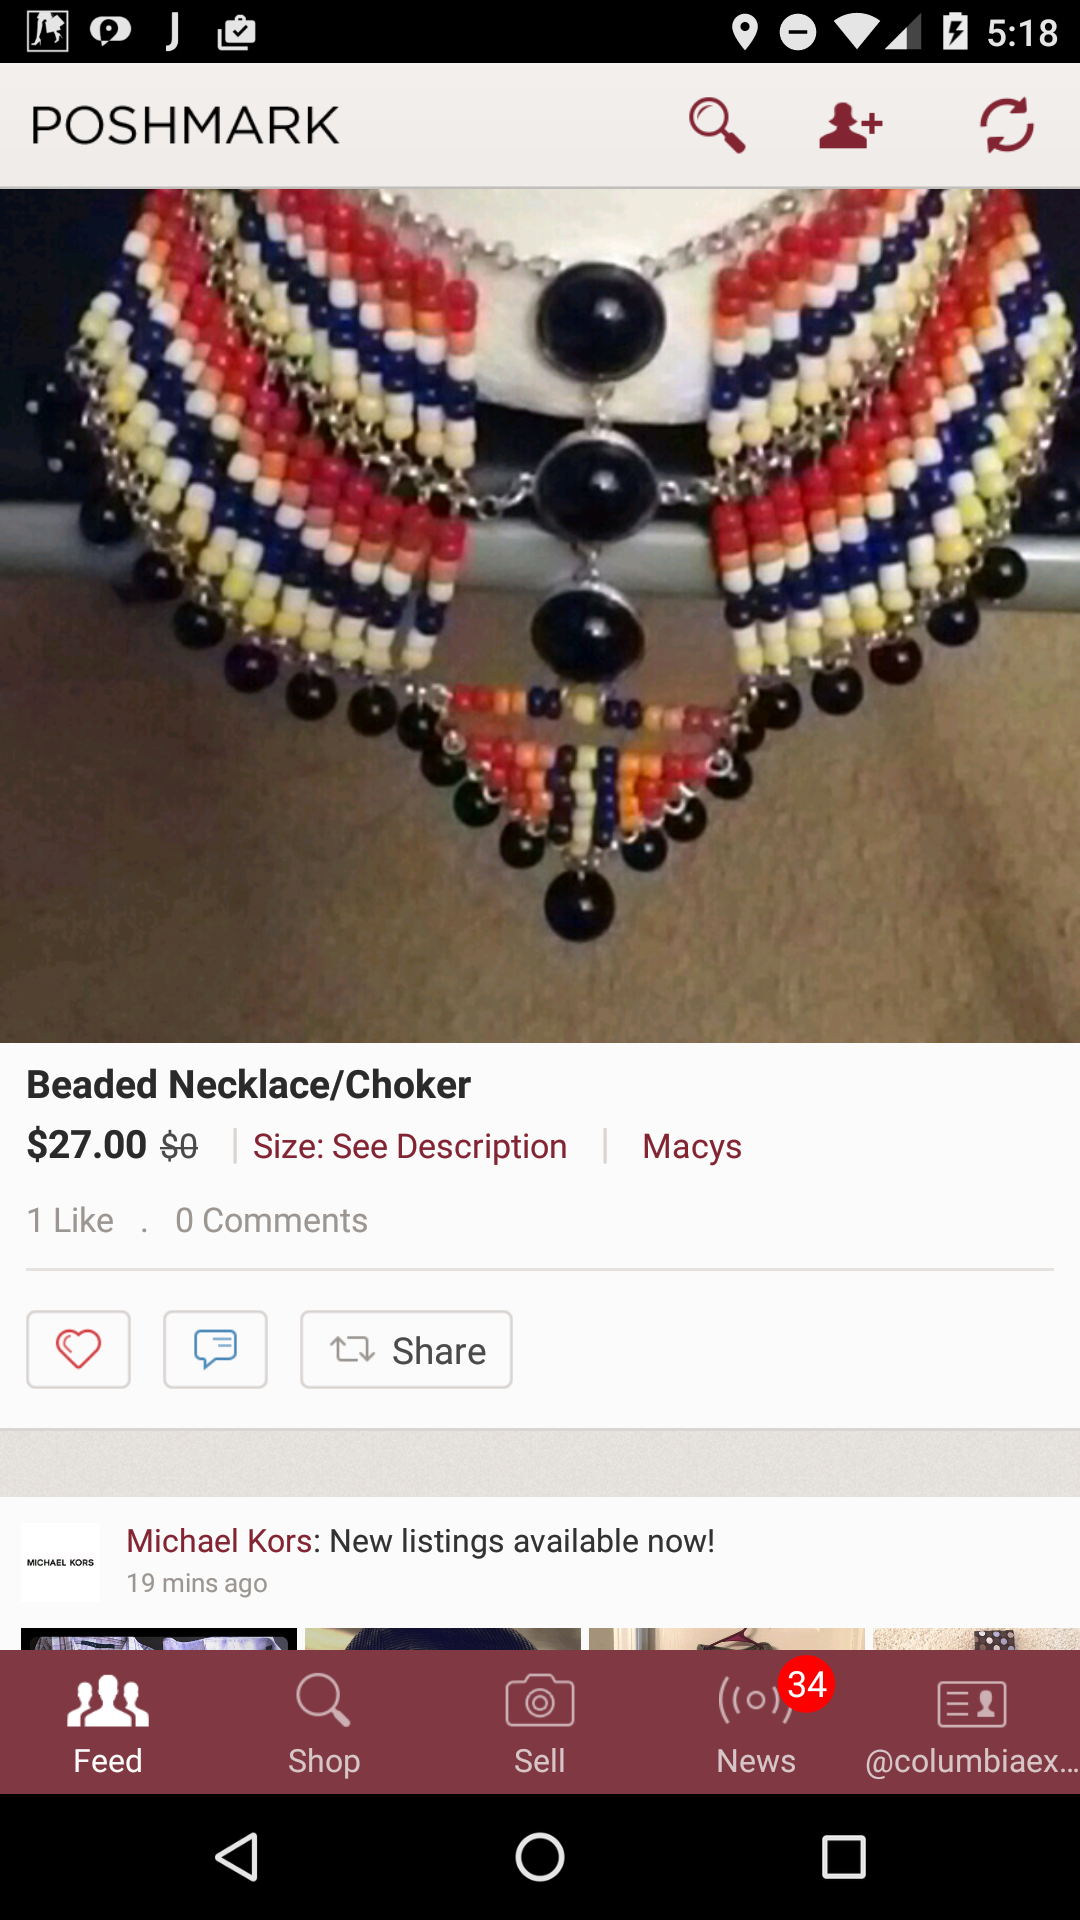 5:18
POSHMARK
Beaded Necklace/Choker
$27.00 $0 Size: See Description Macys
1 Like . 0 Comments
Share
MICHAEL KORS
Michael Kors: New listings available now!
19 mins ago
34
Feed Shop Sell News @columbiaex...